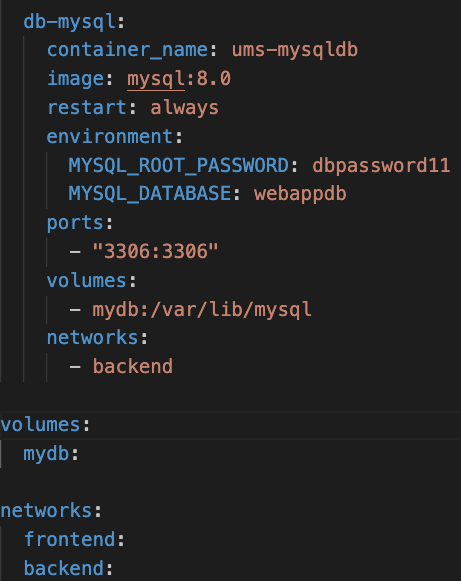 db-mysql:
container_name: ums-mysqldb
image: mysql:8.0
restart: always
environment:
MYSQL_ROOT_PASSWORD: dbpassword11
MYSQL_DATABASE: webappdb
ports:
- "3306:3306"
volumes:
- mydb:/var/lib/mysql
networks:
- backend
volumes:
mydb:
networks:
frontend:
backend: